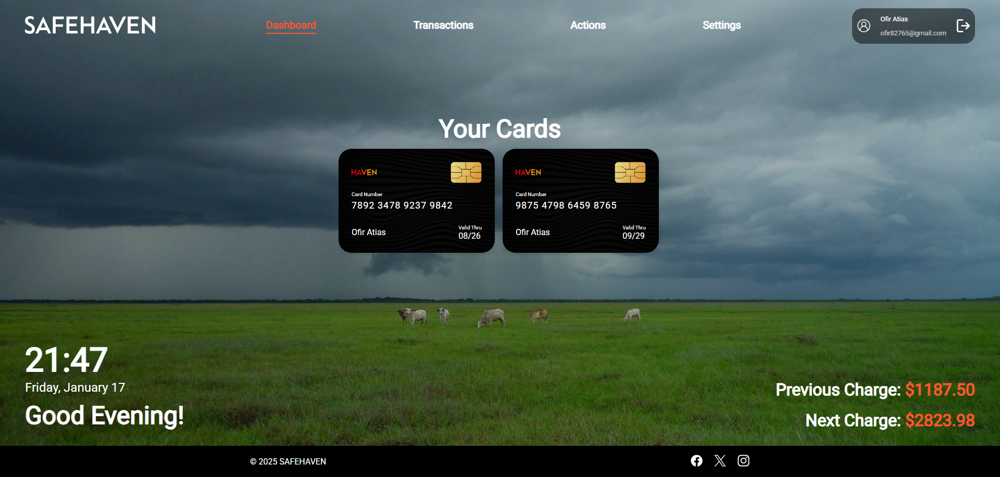 SAFEHAVEN
Dashboard
Transactions
Actions
Settings
Ofir Atias
ofir82765@gmail.com
Your Cards
HAVEN
Card Number
7892 3478 9237 9842
Ofir Atias
Valid Thru
08/26
HAVEN
Card Number
9875 4798 6459 8765
Ofir Atias
Valid Thru
09/29
21:47
Friday, January 17
Good Evening!
Previous Charge: $1187.50
Next Charge: $2823.98
© 2025 SAFEHAVEN